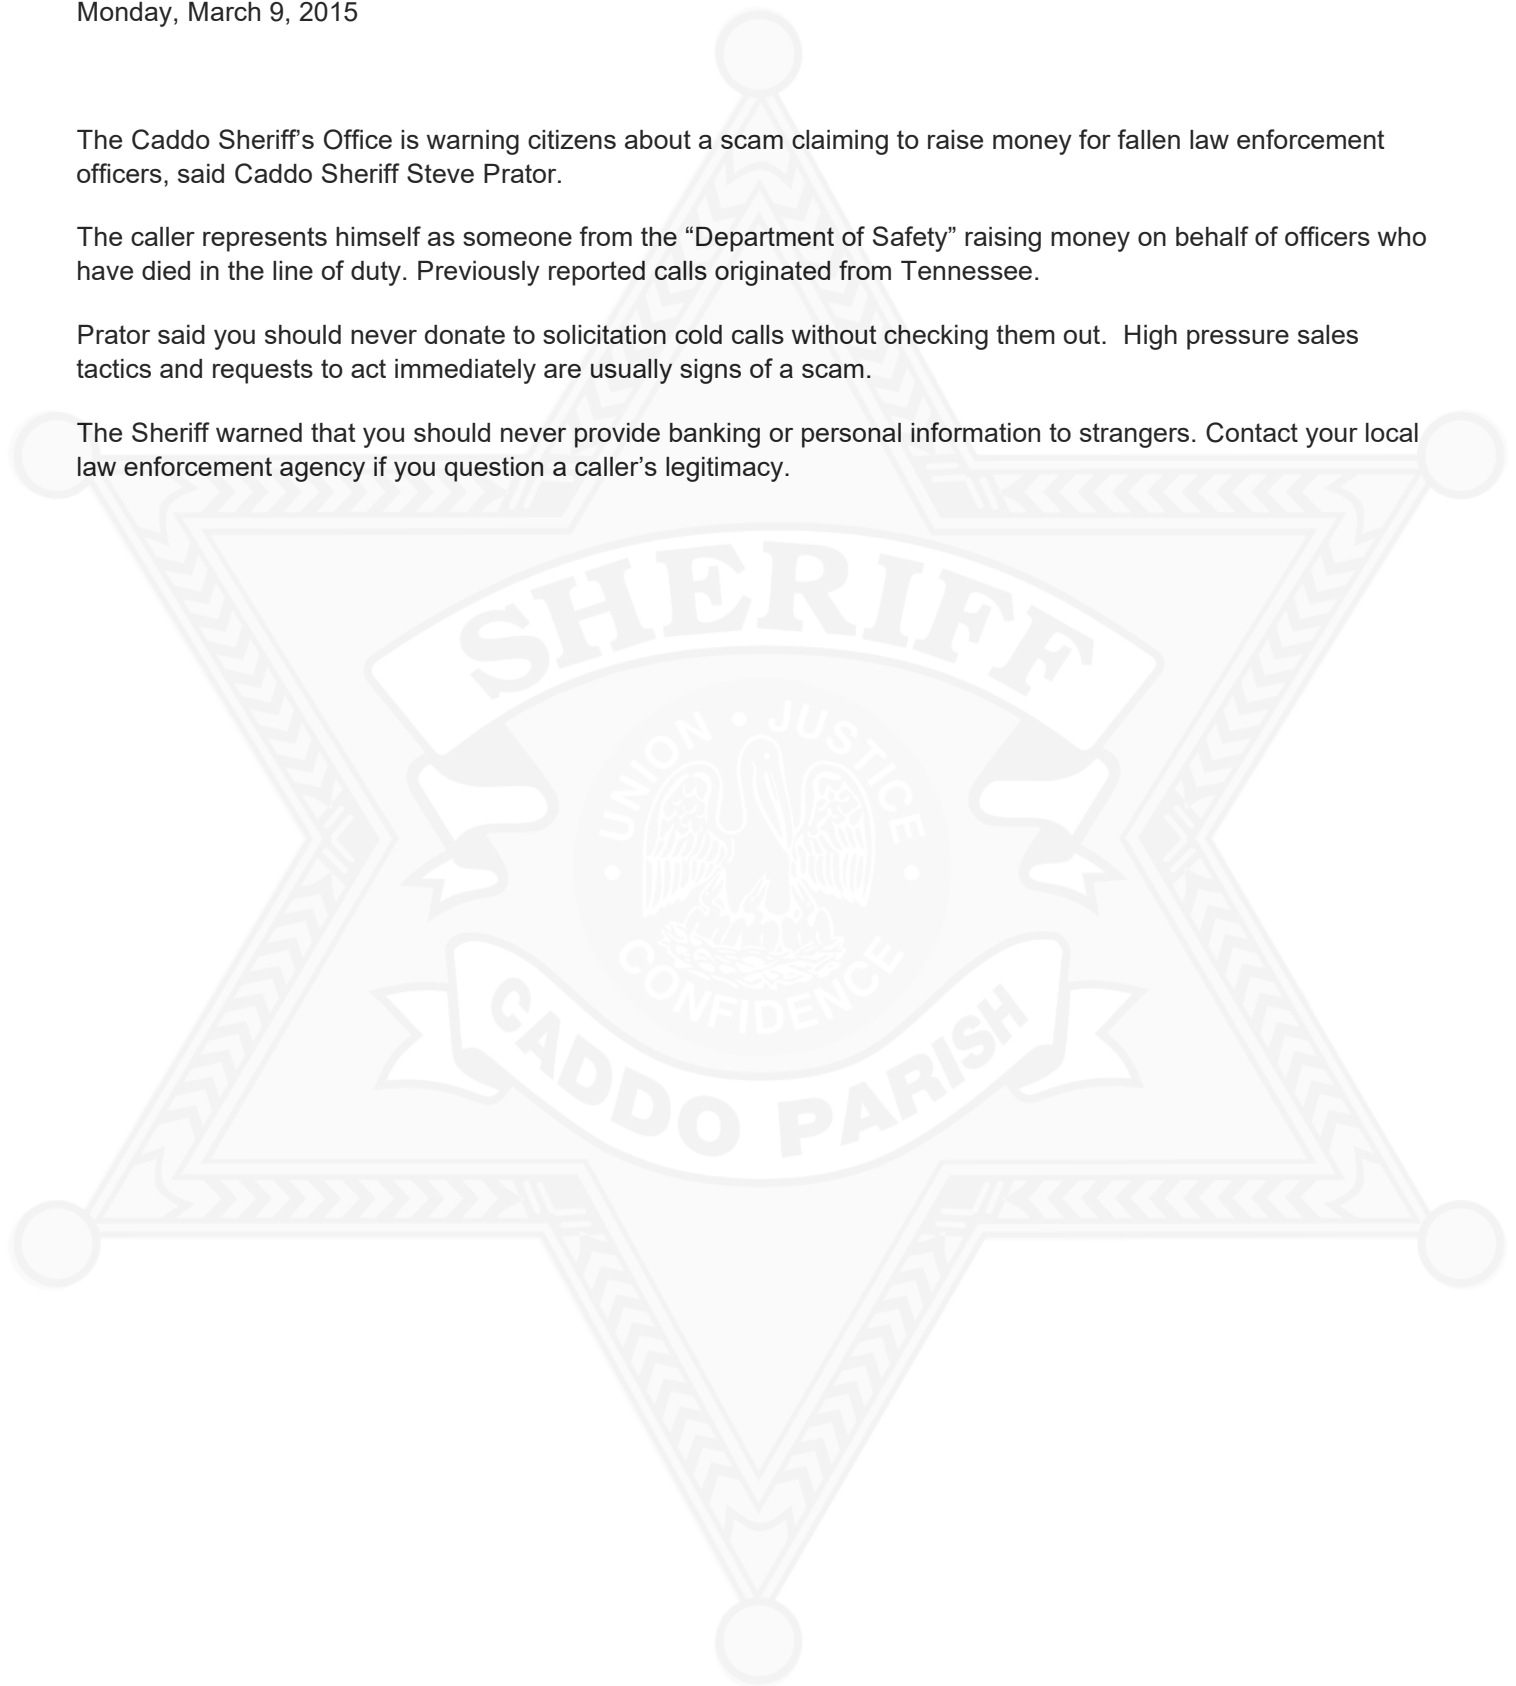 Monday, March 9, 2015
The Caddo Sheriff’s Office is warning citizens about a scam claiming to raise money for fallen law enforcement
officers, said Caddo Sheriff Steve Prator.
The caller represents himself as someone from the “Department of Safety” raising money on behalf of officers who
have died in the line of duty. Previously reported calls originated from Tennessee.
Prator said you should never donate to solicitation cold calls without checking them out.  High pressure sales
tactics and requests to act immediately are usually signs of a scam.
The Sheriff warned that you should never provide banking or personal information to strangers. Contact your local
law enforcement agency if you question a caller’s legitimacy.
SHERIFF
UNION • JUSTICE
• CONFIDENCE •
CADDO PARISH